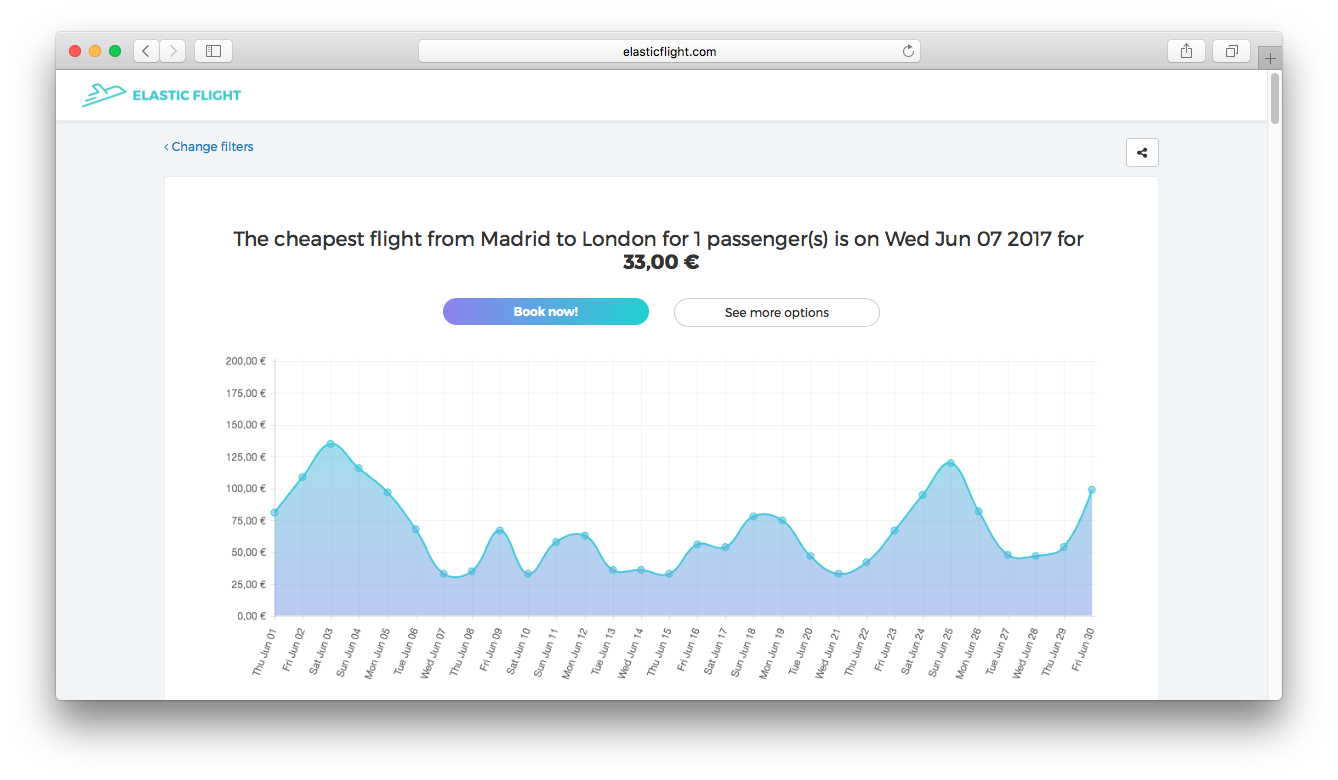 elasticflight.com
ELASTIC FLIGHT
‹ Change filters
The cheapest flight from Madrid to London for 1 passenger(s) is on Wed Jun 07 2017 for
33,00 €
Book now!
See more options
200,00 €
175,00 €
150,00 €
125,00 €
100,00 €
75,00 €
50,00 €
25,00 €
0,00 €
Thu Jun 01
Fri Jun 02
Sat Jun 03
Sun Jun 04
Mon Jun 05
Tue Jun 06
Wed Jun 07
Thu Jun 08
Fri Jun 09
Sat Jun 10
Sun Jun 11
Mon Jun 12
Tue Jun 13
Wed Jun 14
Thu Jun 15
Fri Jun 16
Sat Jun 17
Sun Jun 18
Mon Jun 19
Tue Jun 20
Wed Jun 21
Thu Jun 22
Fri Jun 23
Sat Jun 24
Sun Jun 25
Mon Jun 26
Tue Jun 27
Wed Jun 28
Thu Jun 29
Fri Jun 30